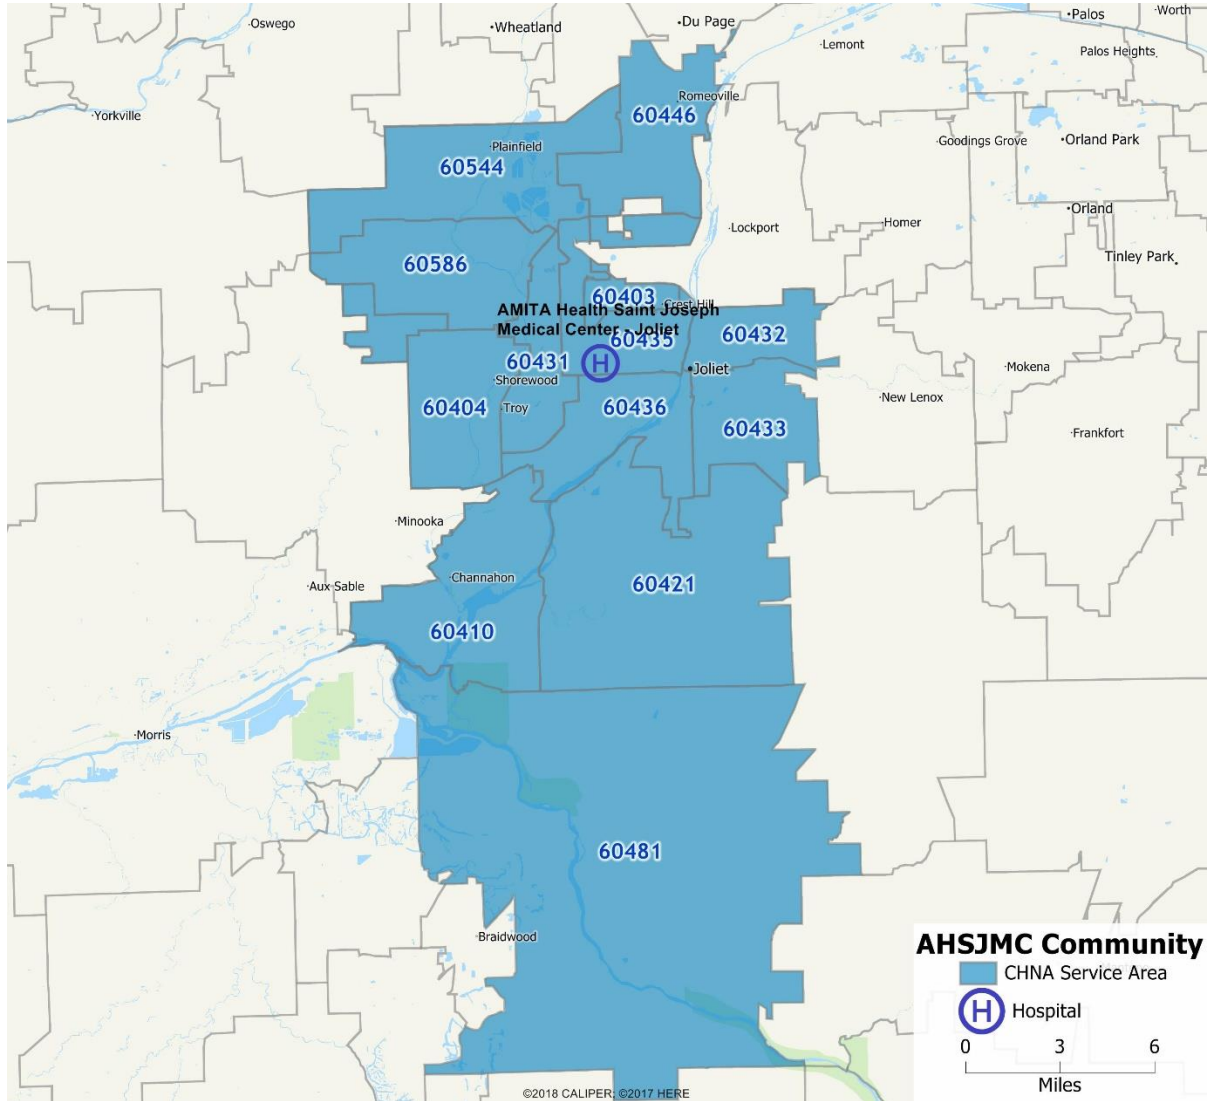 Oswego
Wheatland
Du Page
Palos
Worth
Lemont
Palos Heights
Yorkville
Romeoville
60446
Goodings Grove
Orland Park
Plainfield
60544
Orland
Lockport
Homer
Tinley Park
60586
60403
Crest Hill
AMITA Health Saint Joseph
Medical Center - Joliet
60435
60432
60431
H
Joliet
Mokena
Shorewood
60404
Troy
60436
New Lenox
60433
Frankfort
Minooka
Channahon
Aux Sable
60421
60410
Morris
60481
Braidwood
AHSJMC Community
CHNA Service Area
H Hospital
0 3 6
Miles
©2018 CALIPER; ©2017 HERE